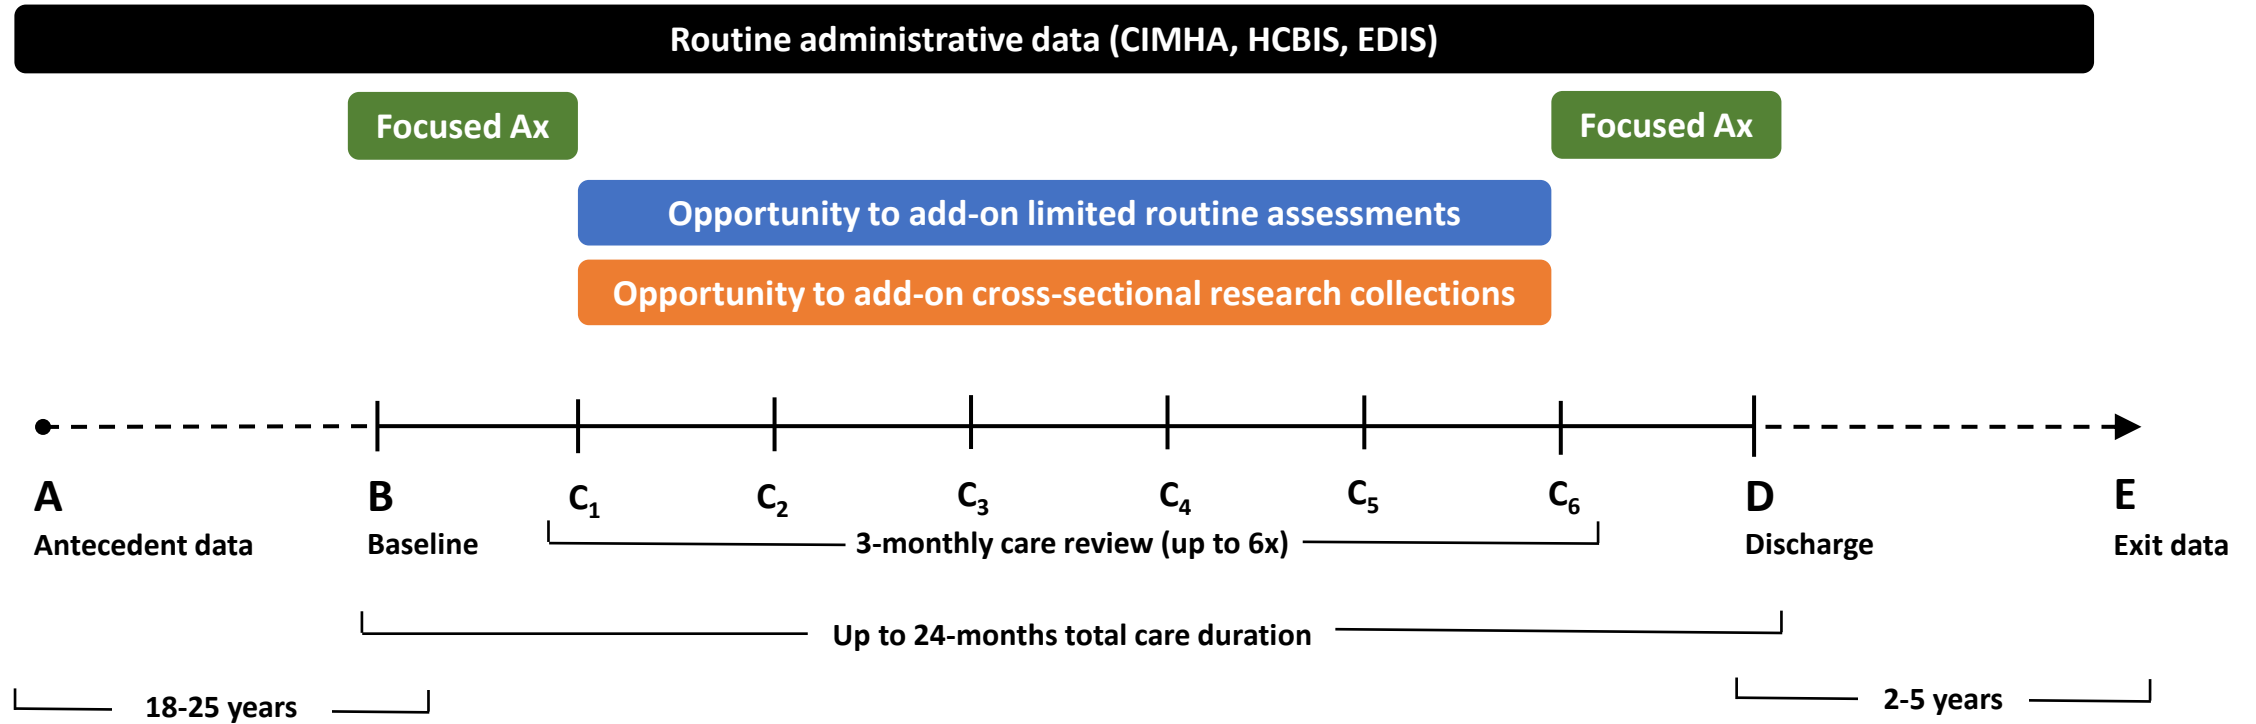 Routine administrative data (CIMHA, HCBIS, EDIS)
Focused Ax
Focused Ax
Opportunity to add-on limited routine assessments
Opportunity to add-on cross-sectional research collections
A
B
C1
C2
C3
C4
C5
C6
D
E
Antecedent data
Baseline
3-monthly care review (up to 6x)
Discharge
Exit data
Up to 24-months total care duration
18-25 years
2-5 years